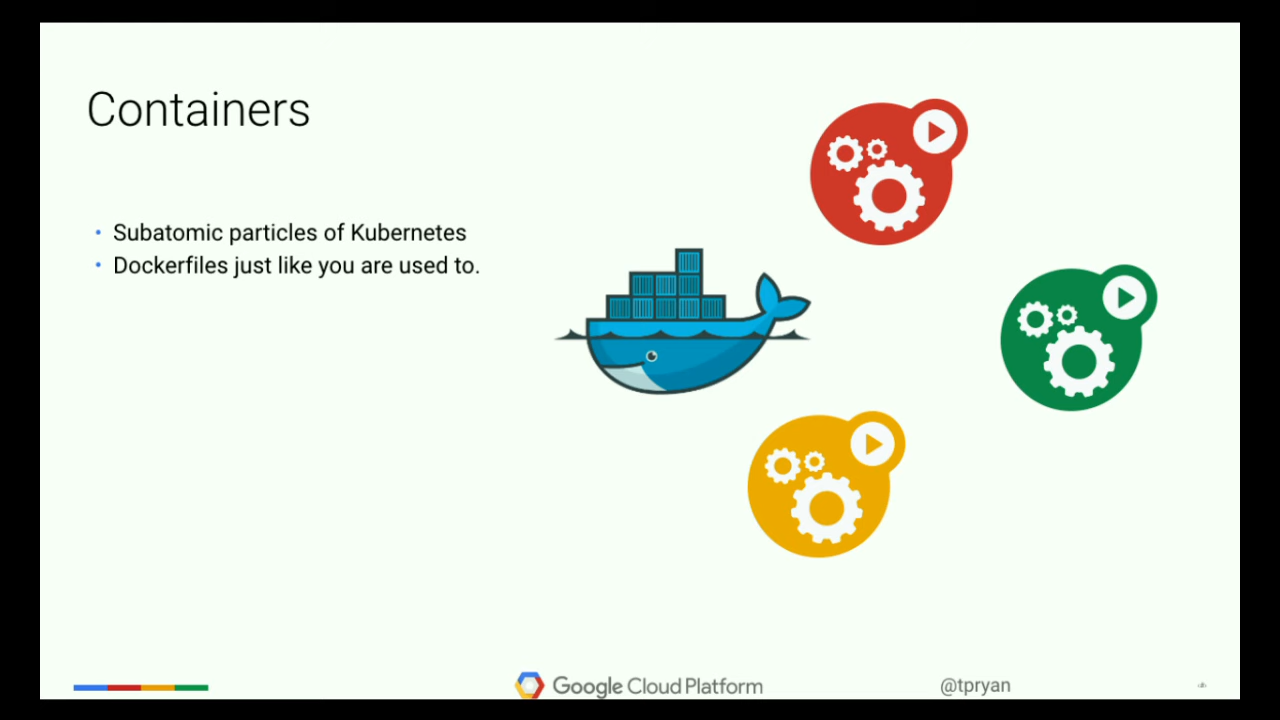 Containers
• Subatomic particles of Kubernetes
• Dockerfiles just like you are used to.
Google Cloud Platform
@tpryan